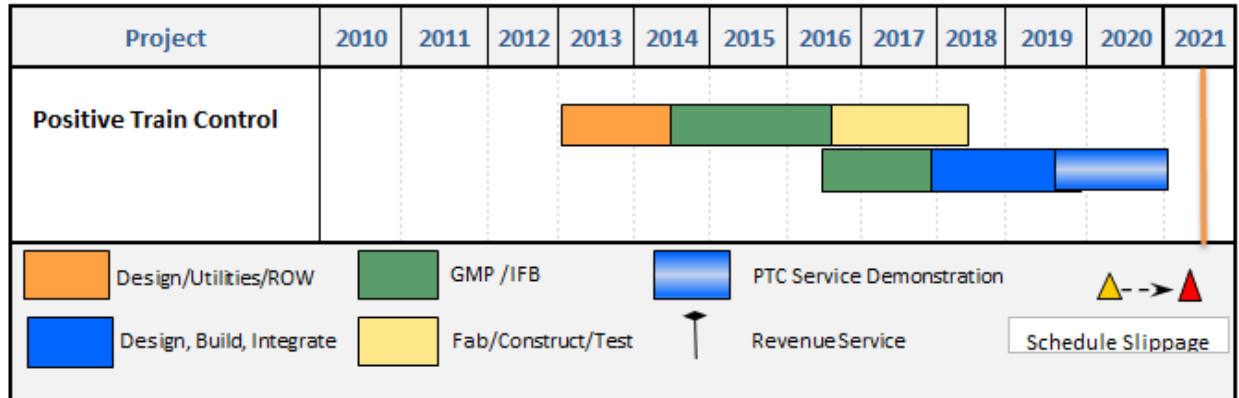 Project 2010 2011 2012 2013 2014 2015 2016 2017 2018 2019 2020 2021
Positive Train Control
Design/Utilities/ROW GMP /IFB PTC Service Demonstration
Design, Build, Integrate Fab/Construct/Test Revenue Service Schedule Slippage